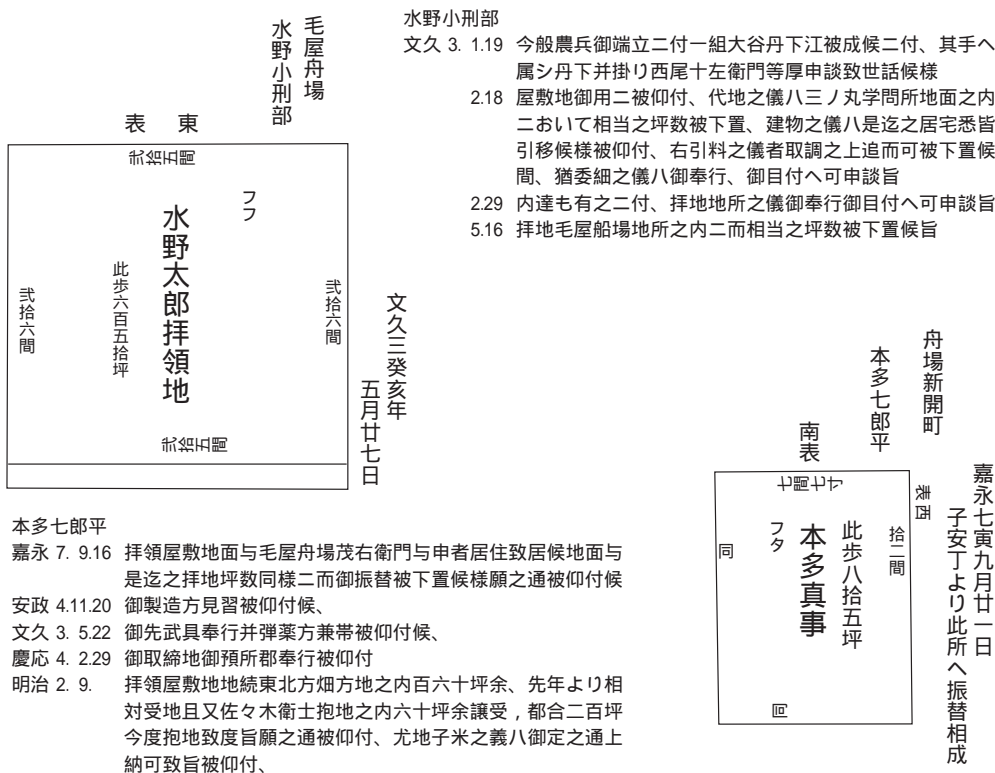 毛屋舟場
水野小刑部
東
表
弐拾五間
フフ
水野太郎拝領地
此歩六百五拾坪
弐拾六間
弐拾六間
弐拾五間
文久三癸亥年
五月廿七日
水野小刑部
文久 3. 1.19 今般農兵御端立ニ付一組大谷丹下江被成候ニ付、其手へ
属シ丹下并掛り西尾十左衛門等厚申談致世話候様
2.18 屋敷地御用ニ被仰付、代地之儀ハ三ノ丸学問所地面之内
ニおいて相当之坪数被下置、建物之儀ハ是迄之居宅悉皆
引移候様被仰付、右引料之儀者取調之上追而可被下置候
間、猶委細之儀ハ御奉行、御目付へ可申談旨
2.29 内達も有之ニ付、拝地地所之儀御奉行御目付へ可申談旨
5.16 拝地毛屋船場地所之内ニ而相当之坪数被下置候旨
舟場新開町
本多七郎平
南表
七間七寸
表西
拾二間
此歩八拾五坪
本多真事
フタ
同
同
嘉永七寅九月廿一日
子安丁より此所へ振替相成
本多七郎平
嘉永 7. 9.16 拝領屋敷地面与毛屋舟場茂右衛門与申者居住致居候地面与
是迄之拝地坪数同様ニ而御振替被下置候様願之通被仰付候
安政 4.11.20 御製造方見習被仰付候、
文久 3. 5.22 御先武具奉行并弾薬方兼帯被仰付候、
慶応 4. 2.29 御取締地御預所郡奉行被仰付
明治 2. 9. 拝領屋敷地地続東北方畑方地之内百六十坪余、先年より相
対受地且又佐々木衛士抱地之内六十坪余譲受，都合二百坪
今度抱地致度旨願之通被仰付、尤地子米之義ハ御定之通上
納可致旨被仰付、